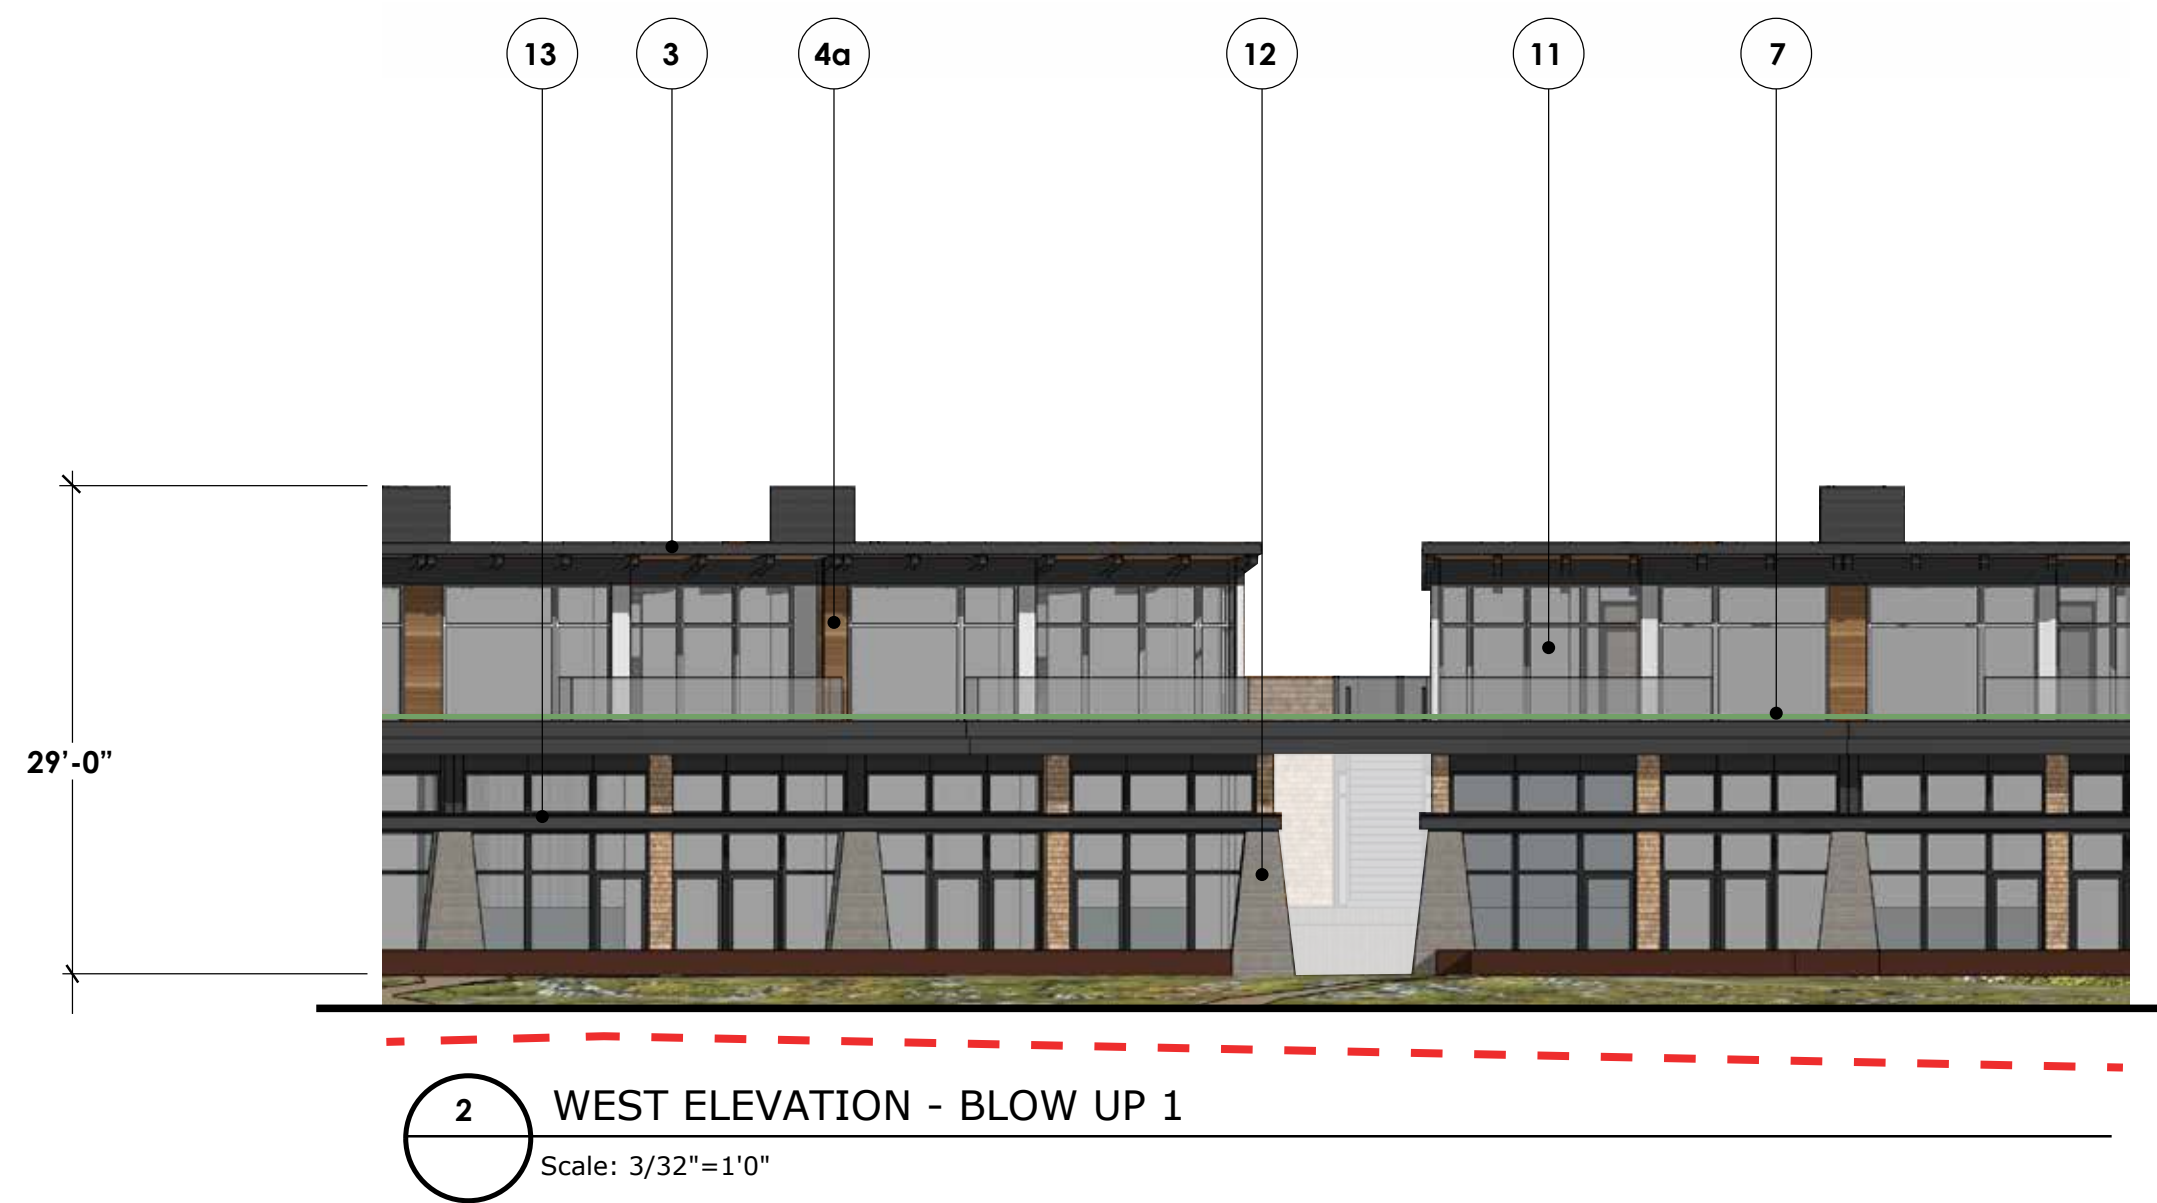 13 3 4a 12 11 7
29’-0”
2 WEST ELEVATION - BLOW UP 1
Scale: 3/32"=1'0"